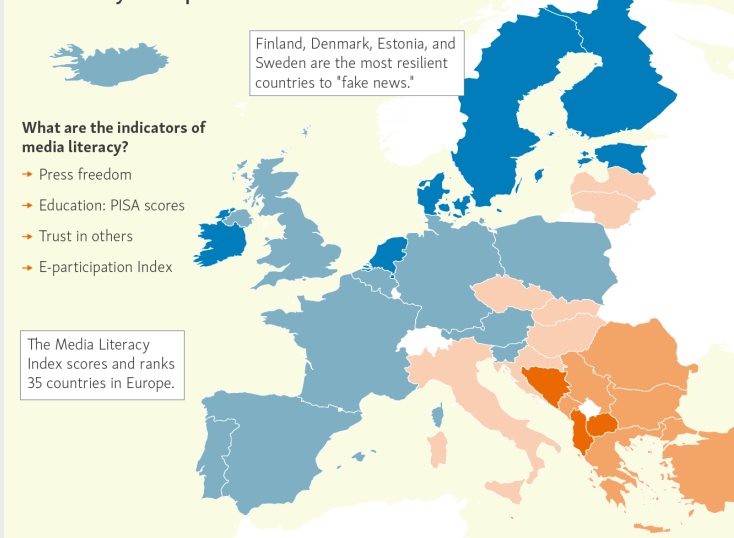 Finland, Denmark, Estonia, and
Sweden are the most resilient
countries to "fake news."
What are the indicators of
media literacy?
→ Press freedom
→ Education: PISA scores
→ Trust in others
→ E-participation Index
The Media Literacy
Index scores and ranks
35 countries in Europe.